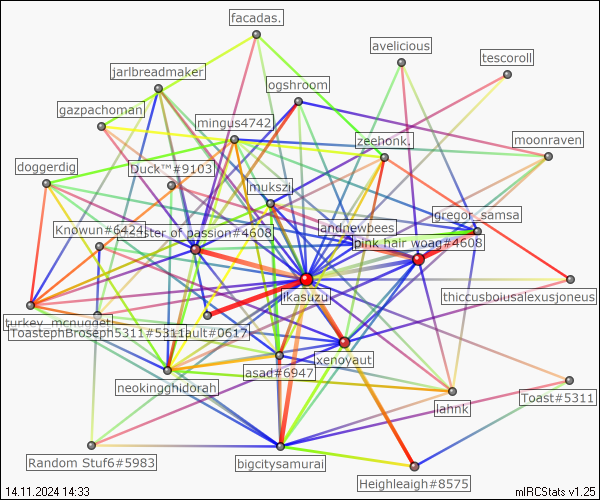 facadas.
avelicious
tescoroll
jarlbreadmaker
ogshroom
gazpachoman
mingus4742
zeehonk.
moonraven
doggerdig
Duck™#9103
mukszi
gregor_samsa
andnewbees
Knowun#6424
ster of passion#4608
pink hair woag#4608
ikasuzu
thiccusboiusalexusjoneus
turkey_mcnugget
ToastephBroseph5311#5311
ault#0617
xenoyaut
asad#6947
neokingghidorah
Toast#5311
lahnk
Random Stuf6#5983
bigcitysamurai
Heighleaigh#8575
14.11.2024 14:33
mIRCStats v1.25